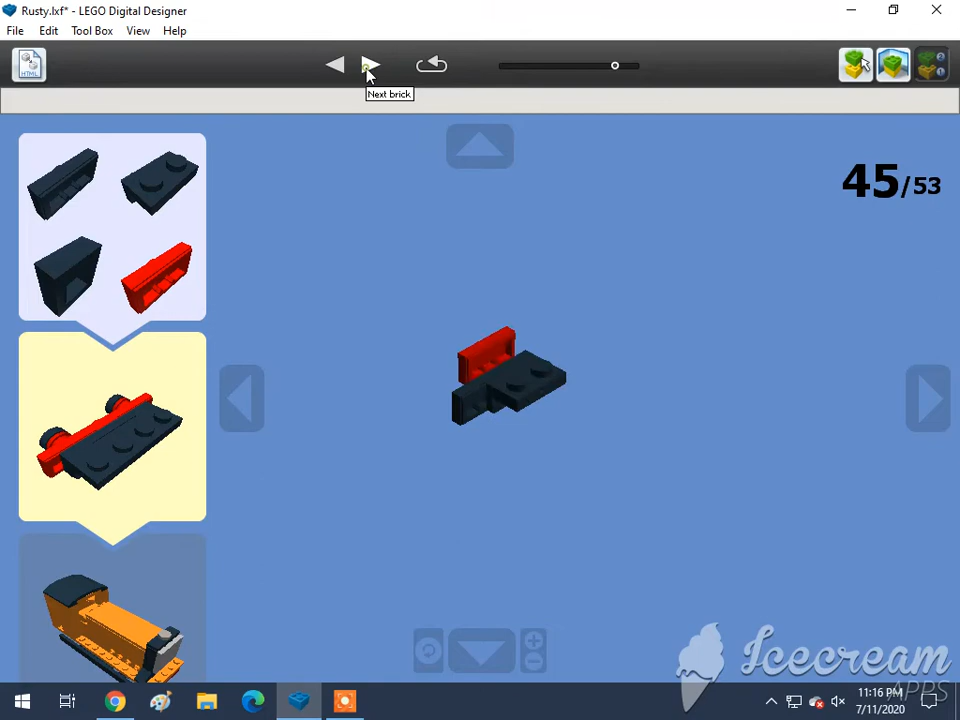 Rusty.lxf* - LEGO Digital Designer
File Edit Tool Box View Help
HTML
Next brick
45/53
Icecream
APPS
11:16 PM
7/11/2020